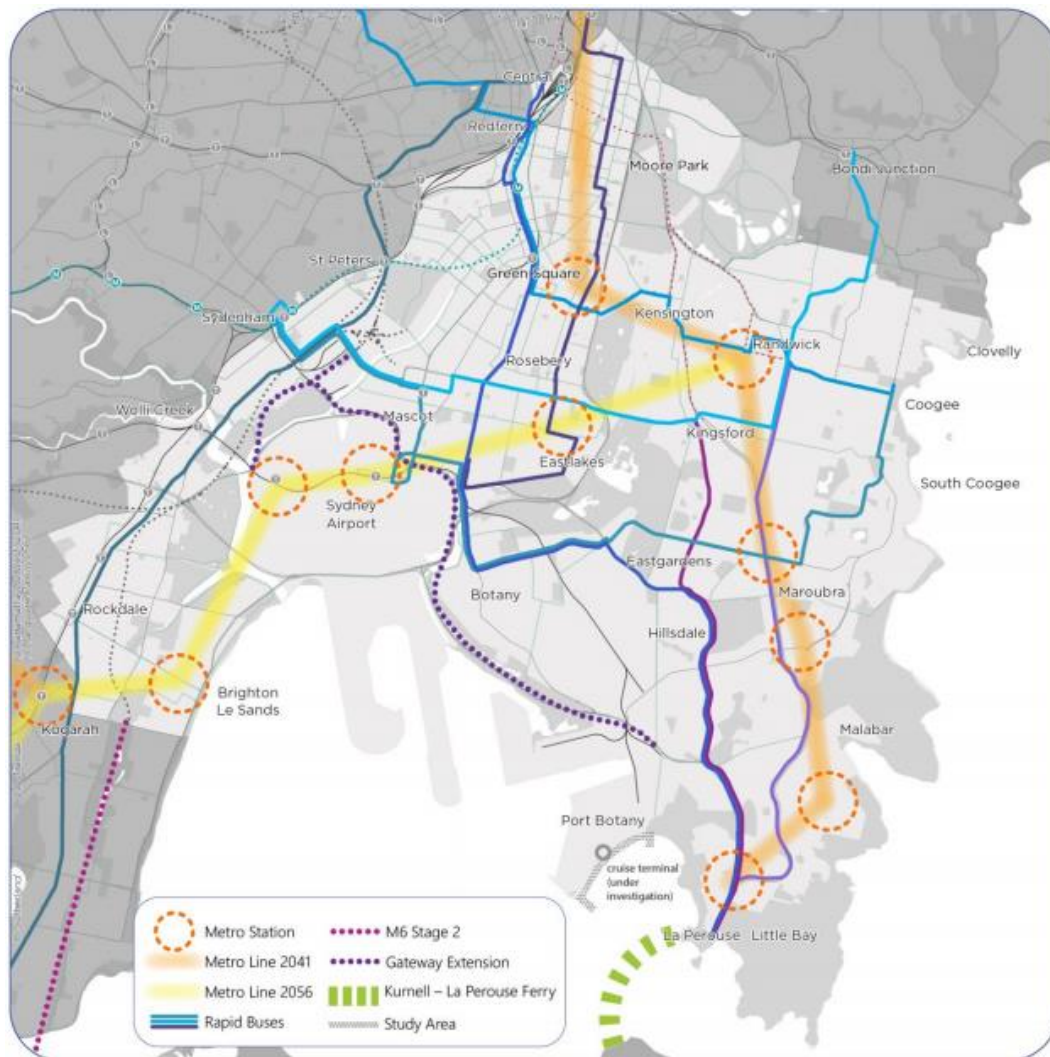 Central
Redfern
Moore Park
Bondi Junction
St Peters
Green Square
Kensington
Sydenham
Randwick
Clovelly
Rosebery
Wolli Creek
Mascot
Coogee
Kingsford
Eastlakes
South Coogee
Sydney
Airport
Eastgardens
Botany
Maroubra
Rockdale
Hillsdale
Brighton
Le Sands
Kogarah
Malabar
Port Botany
cruise terminal
(under
investigation)
La Perouse
Little Bay
Metro Station
M6 Stage 2
Metro Line 2041
Gateway Extension
Metro Line 2056
Kurnell – La Perouse Ferry
Rapid Buses
Study Area